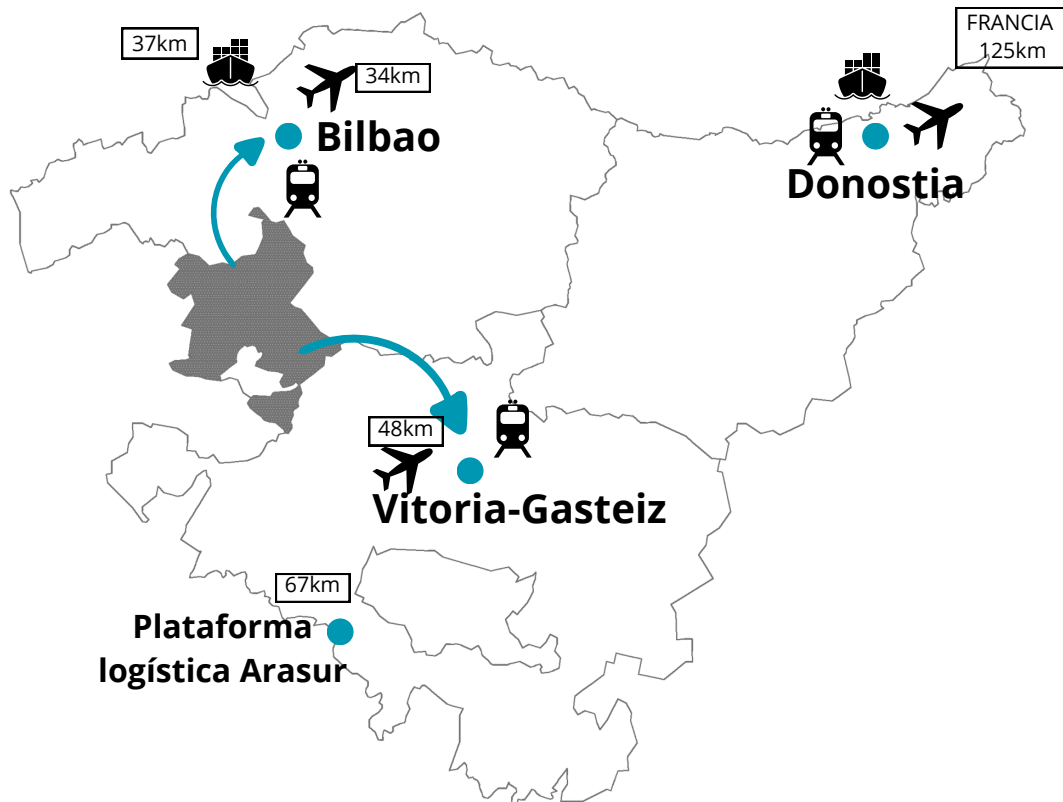 37km
FRANCIA
125km
34km
Bilbao
Donostia
48km
Vitoria-Gasteiz
67km
Plataforma
logística Arasur